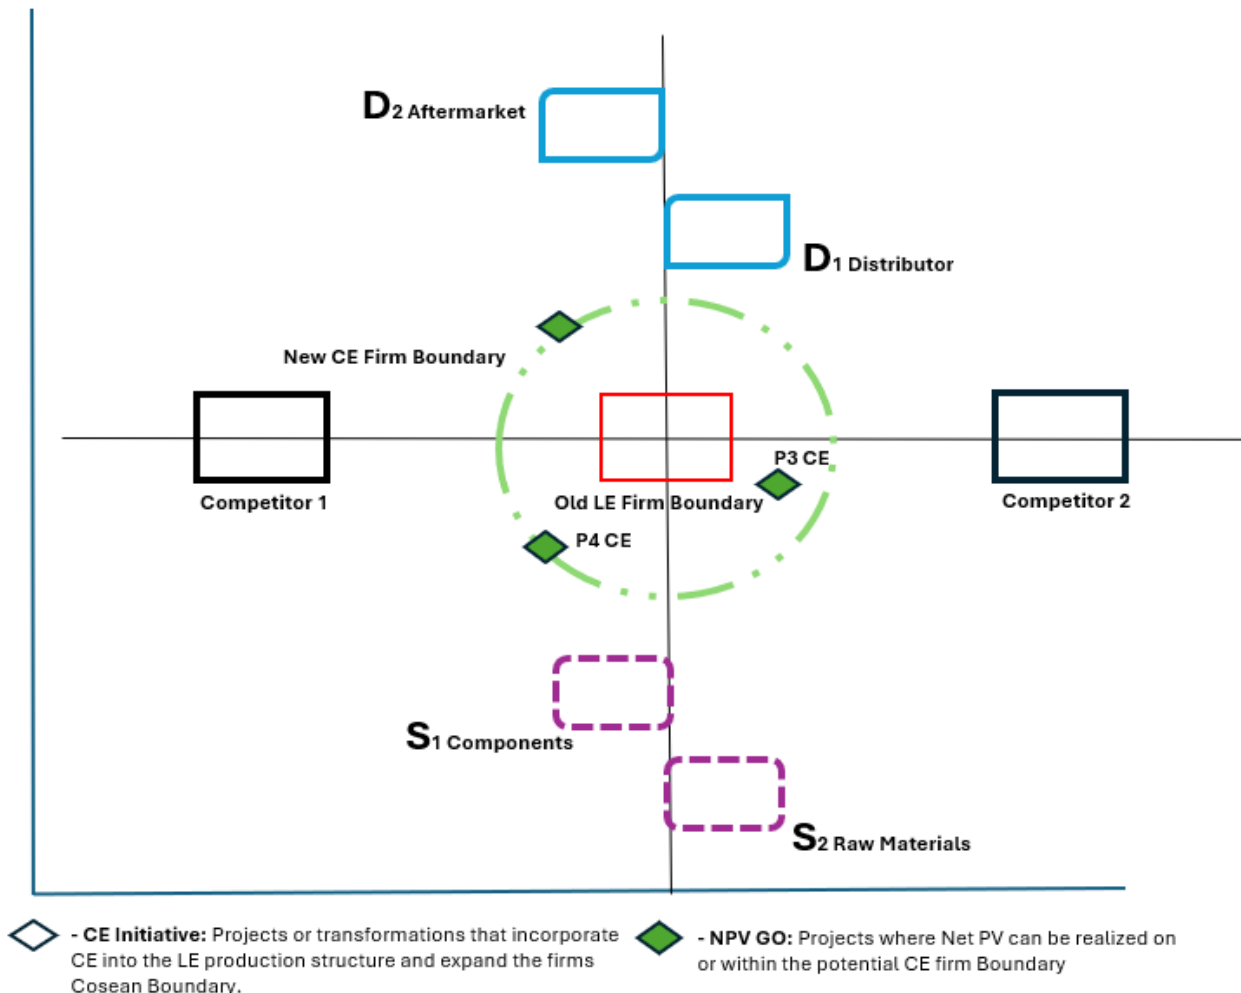 D2 Aftermarket
D1 Distributor
New CE Firm Boundary
P3 CE
Competitor 1
Old LE Firm Boundary
Competitor 2
P4 CE
S1 Components
S2 Raw Materials
- CE Initiative: Projects or transformations that incorporate
CE into the LE production structure and expand the firms
Cosean Boundary.
- NPV GO: Projects where Net PV can be realized on
or within the potential CE firm Boundary